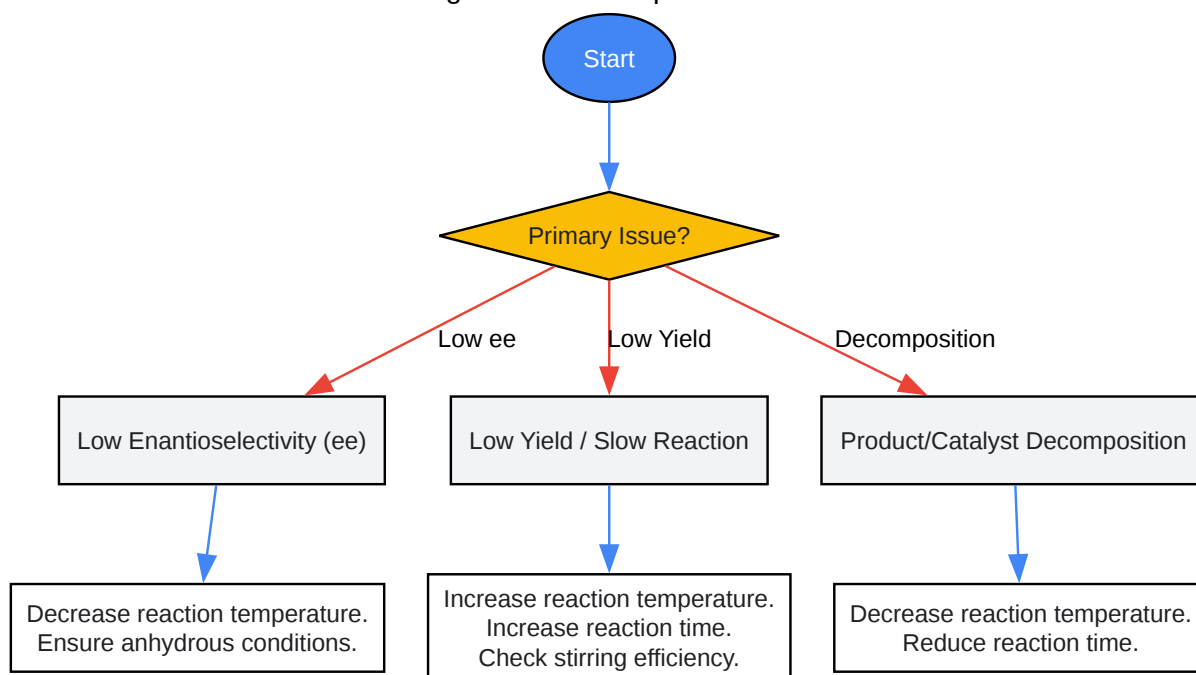 Start
Primary Issue?
Low ee
Low Yield
Decomposition
Low Enantioselectivity (ee)
Low Yield / Slow Reaction
Product/Catalyst Decomposition
Decrease reaction temperature.
Ensure anhydrous conditions.
Increase reaction temperature.
Increase reaction time.
Check stirring efficiency.
Decrease reaction temperature.
Reduce reaction time.